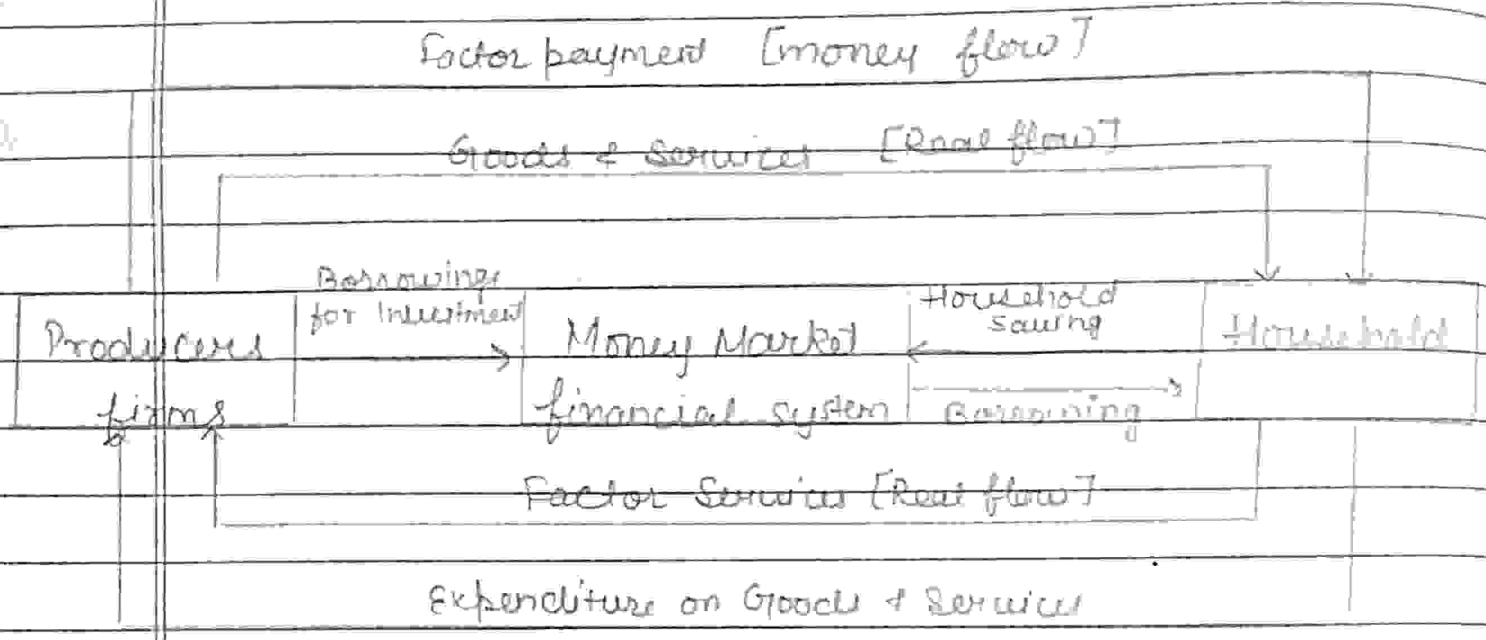 Factor payment [money flow]
Goods & Services [Real flow]
Borrowings
for Investment
Household
Saving
Producers
Money Market
Household
firms
financial system
Borrowing
Factor Services [Real flow]
Expenditure on Goods & Services